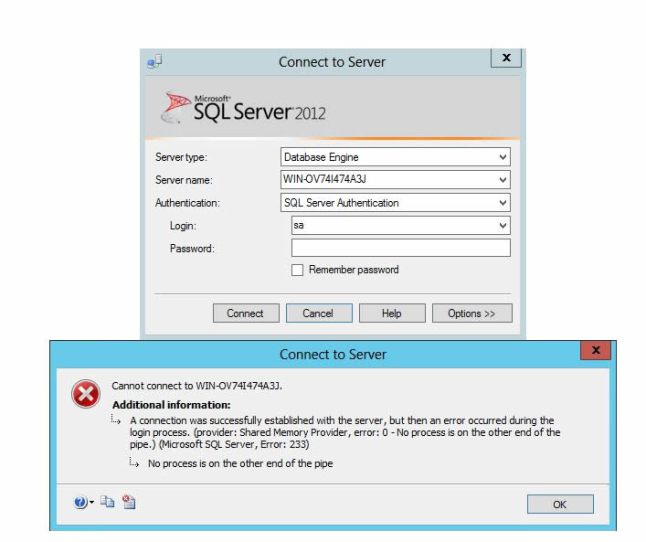 Connect to Server
x
Microsoft®
SQL Server 2012
Server type: Database Engine
Server name: WIN-OV74I474A3J
Authentication: SQL Server Authentication
Login: sa
Password:
Remember password
Connect Cancel Help Options >>
Connect to Server
x
Cannot connect to WIN-OV74I474A3J.
Additional information:
A connection was successfully established with the server, but then an error occurred during the
login process. (provider: Shared Memory Provider, error: 0 - No process is on the other end of the
pipe.) (Microsoft SQL Server, Error: 233)
No process is on the other end of the pipe
OK